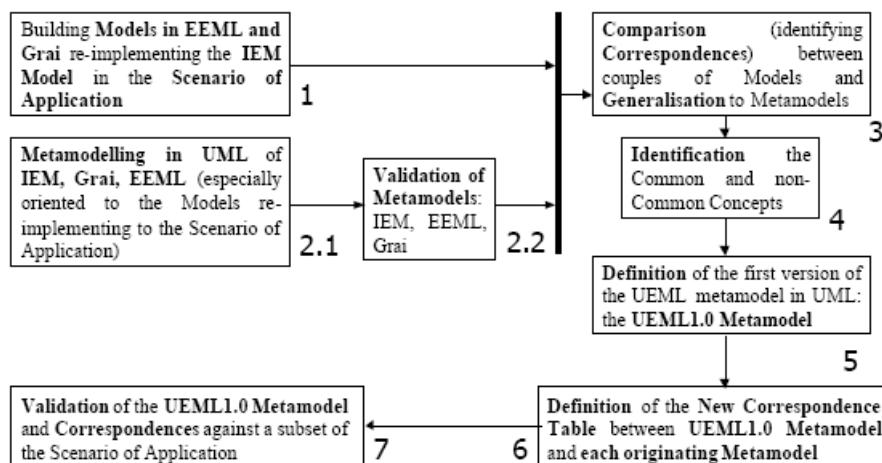 Building Models in EEML and
Grai re-implementing the IEM
Model in the Scenario of
Application
1
Metamodelling in UML of
IEM, Grai, EEML (especially
oriented to the Models re-
implementing to the Scenario of
Application)
2.1
Validation of
Metamodels:
IEM, EEML,
Grai
2.2
Comparison (identifying
Correspondences) between
couples of Models and
Generalisation to Metamodels
3
Identification the
Common and non-
Common Concepts
4
Definition of the first version of
the UEML metamodel in UML:
the UEML1.0 Metamodel
5
Definition of the New Correspondence
Table between UEML1.0 Metamodel
and each originating Metamodel
6
Validation of the UEML1.0 Metamodel
and Correspondences against a subset of
the Scenario of Application
7